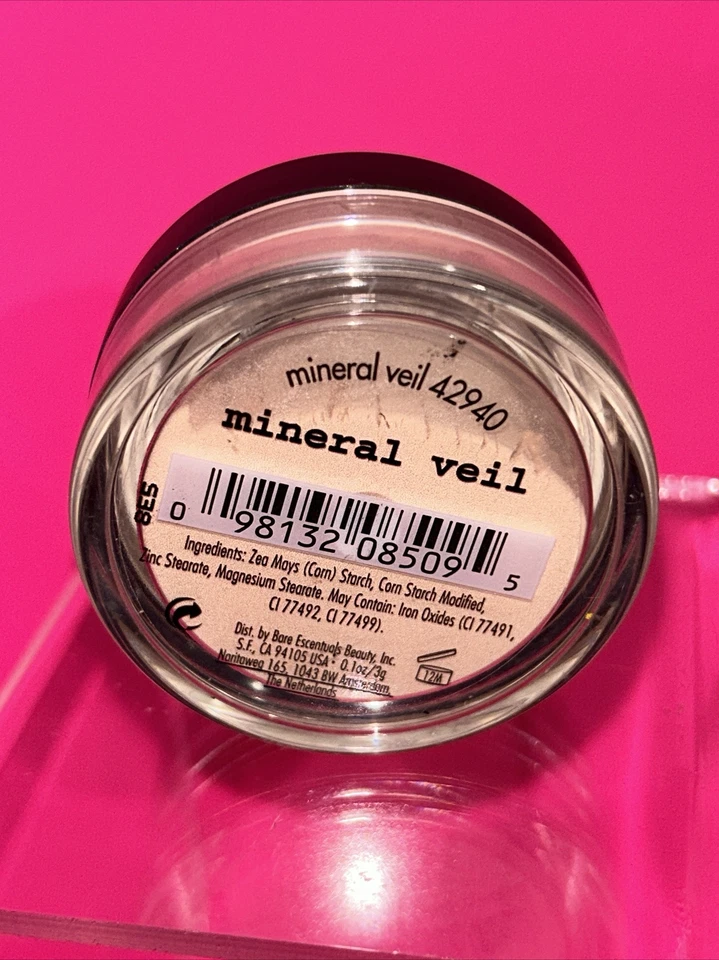 mineral veil 42940
mineral veil
8E5
0 98132 08509 5
Ingredients: Zea Mays (Corn) Starch, Corn Starch Modified,
Zinc Stearate, Magnesium Stearate. May Contain: Iron Oxides (CI 77491,
CI 77492, CI 77499).
Dist. by Bare Escentuals Beauty, Inc.
S.F., CA 94105 USA • 0.1oz/3g
Noritaweg 165, 1043 BW Amsterdam,
The Netherlands
12M